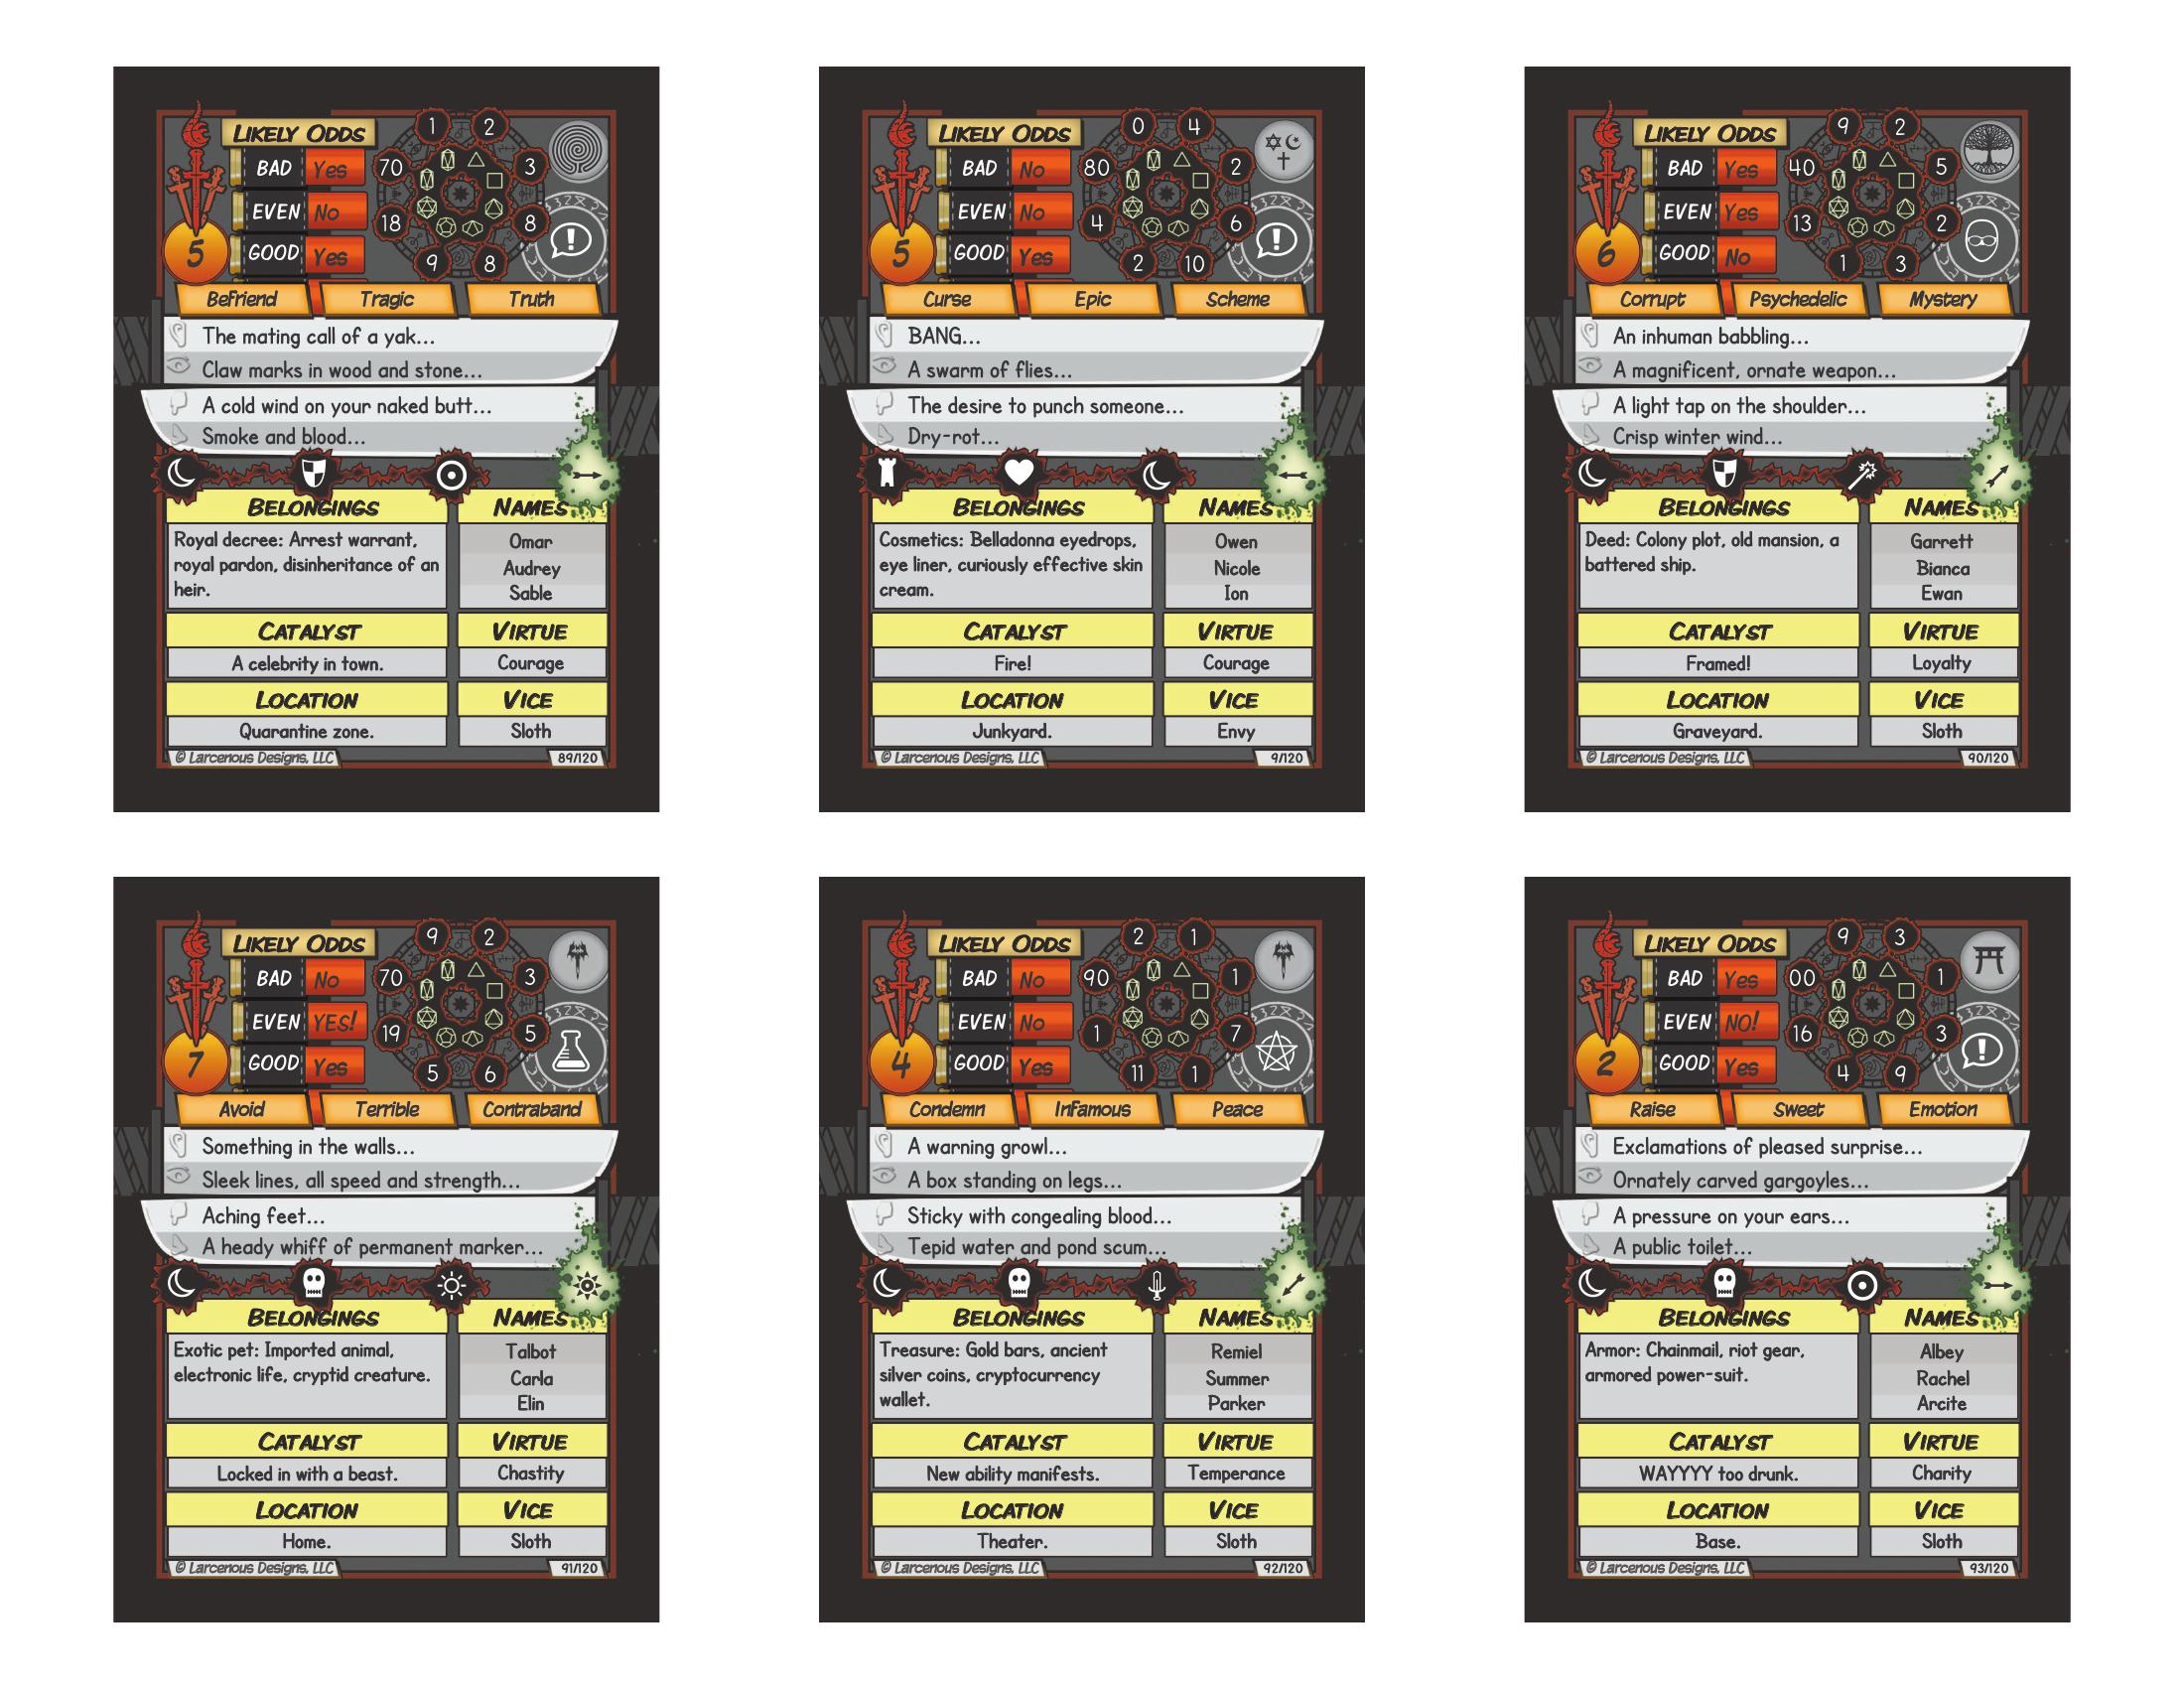 LIKELY ODDS
BAD Yes
EVEN No
GOOD Yes
5
1 2
70 3
18 8
9 8
Befriend Tragic Truth
The mating call of a yak...
Claw marks in wood and stone...
A cold wind on your naked butt...
Smoke and blood...
BELONGINGS NAMES
Royal decree: Arrest warrant,
royal pardon, disinheritance of an
heir.
Omar
Audrey
Sable
CATALYST VIRTUE
A celebrity in town. Courage
LOCATION VICE
Quarantine zone. Sloth
© Larcenous Designs, LLC 89/120
LIKELY ODDS
BAD No
EVEN No
GOOD Yes
5
0 4
80 2
4 6
2 10
Curse Epic Scheme
BANG...
A swarm of flies...
The desire to punch someone...
Dry-rot...
BELONGINGS NAMES
Cosmetics: Belladonna eyedrops,
eye liner, curiously effective skin
cream.
Owen
Nicole
Ion
CATALYST VIRTUE
Fire! Courage
LOCATION VICE
Junkyard. Envy
© Larcenous Designs, LLC 9/120
LIKELY ODDS
BAD Yes
EVEN Yes
GOOD No
6
9 2
40 5
13 2
1 3
Corrupt Psychedelic Mystery
An inhuman babbling...
A magnificent, ornate weapon...
A light tap on the shoulder...
Crisp winter wind...
BELONGINGS NAMES
Deed: Colony plot, old mansion, a
battered ship.
Garrett
Bianca
Ewan
CATALYST VIRTUE
Framed! Loyalty
LOCATION VICE
Graveyard. Sloth
© Larcenous Designs, LLC 90/120
LIKELY ODDS
BAD No
EVEN YES!
GOOD Yes
7
9 2
70 3
19 5
5 6
Avoid Terrible Contraband
Something in the walls...
Sleek lines, all speed and strength...
Aching feet...
A heady whiff of permanent marker...
BELONGINGS NAMES
Exotic pet: Imported animal,
electronic life, cryptid creature.
Talbot
Carla
Elin
CATALYST VIRTUE
Locked in with a beast. Chastity
LOCATION VICE
Home. Sloth
© Larcenous Designs, LLC 91/120
LIKELY ODDS
BAD No
EVEN No
GOOD Yes
4
2 1
90 1
1 7
11 1
Condemn Infamous Peace
A warning growl...
A box standing on legs...
Sticky with congealing blood...
Tepid water and pond scum...
BELONGINGS NAMES
Treasure: Gold bars, ancient
silver coins, cryptocurrency
wallet.
Remiel
Summer
Parker
CATALYST VIRTUE
New ability manifests. Temperance
LOCATION VICE
Theater. Sloth
© Larcenous Designs, LLC 92/120
LIKELY ODDS
BAD Yes
EVEN NO!
GOOD Yes
2
9 3
00 1
16 3
4 9
Raise Sweet Emotion
Exclamations of pleased surprise...
Ornately carved gargoyles...
A pressure on your ears...
A public toilet...
BELONGINGS NAMES
Armor: Chainmail, riot gear,
armored power-suit.
Albey
Rachel
Arcite
CATALYST VIRTUE
WAYYYY too drunk. Charity
LOCATION VICE
Base. Sloth
© Larcenous Designs, LLC 93/120